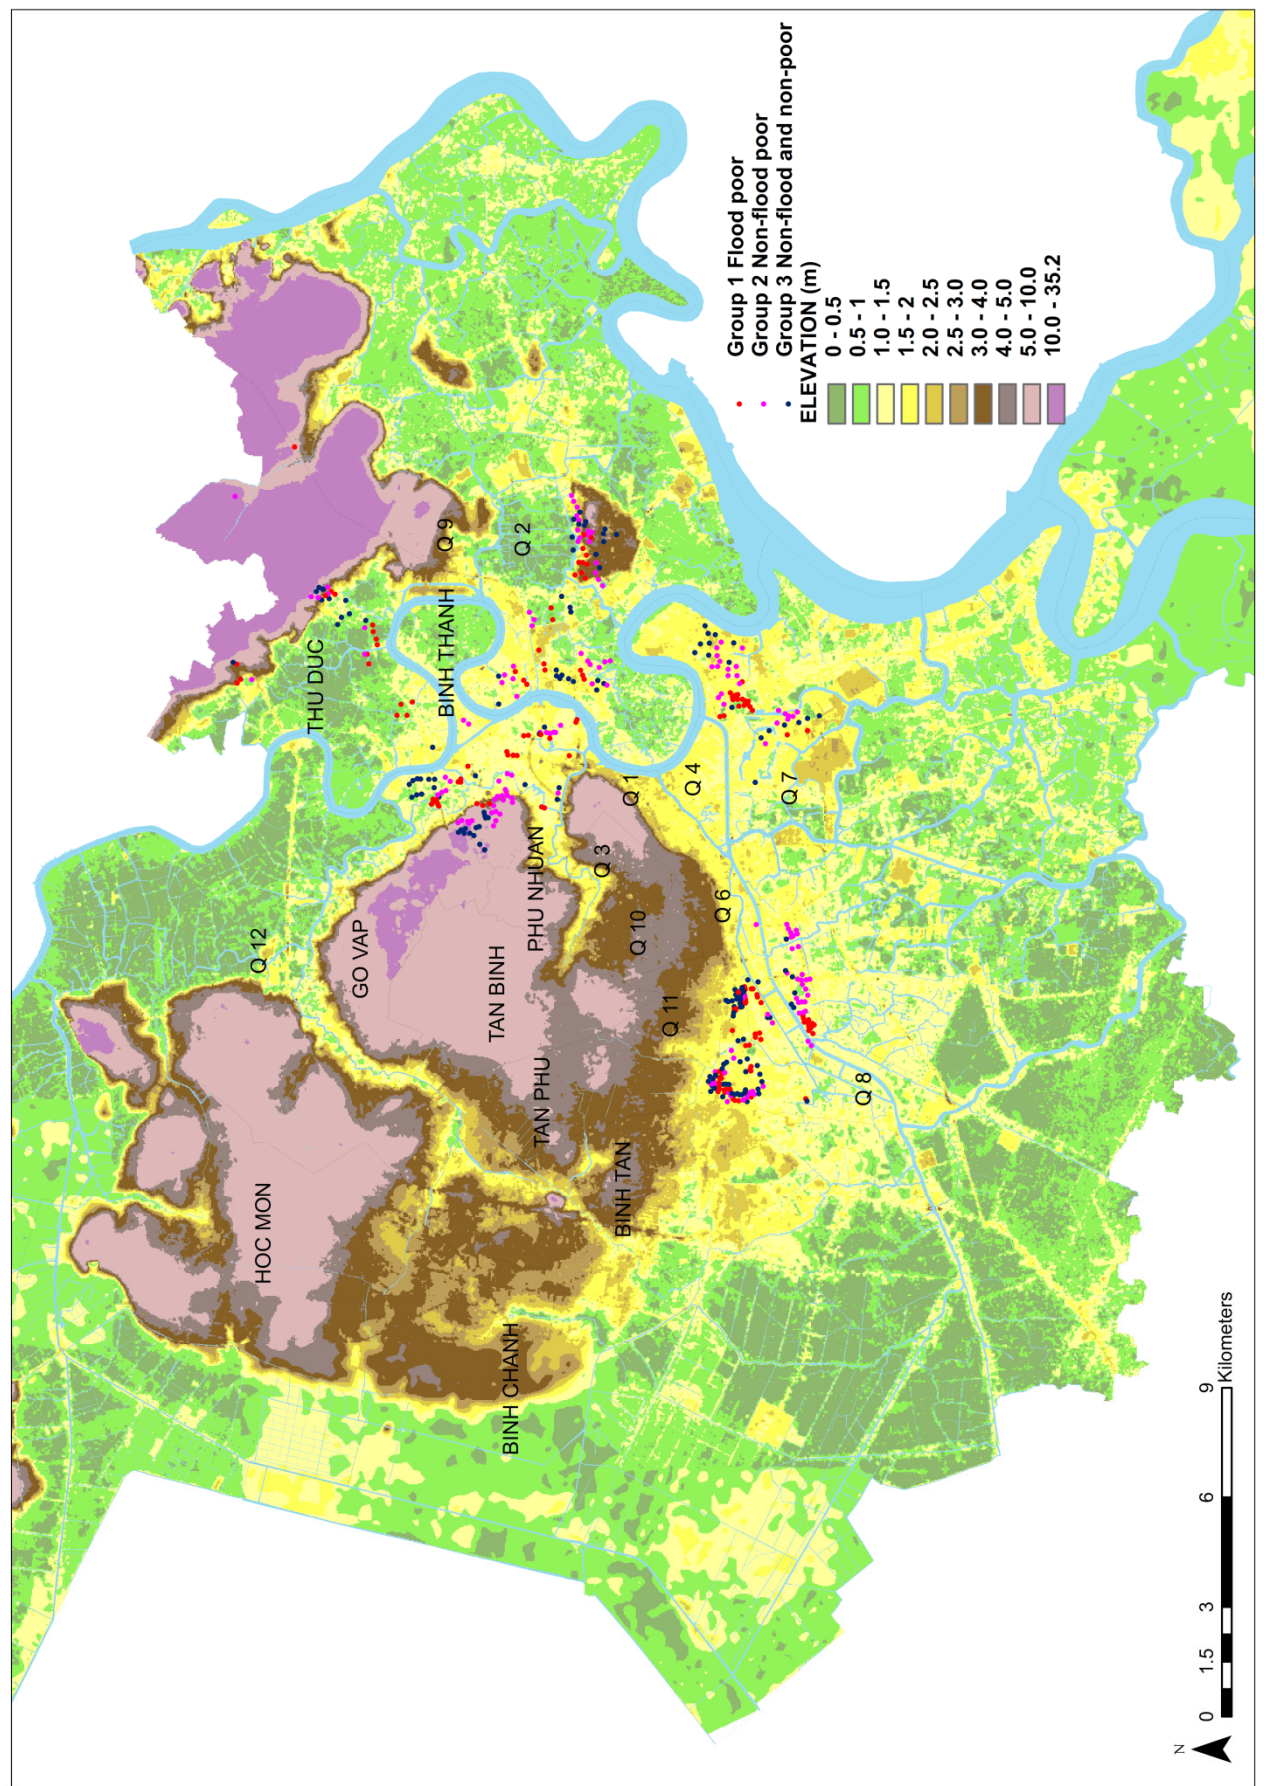 THU DUC
Q 9
BINH THANH
Q 2
Q 12
GO VAP
PHU NHUAN
Q 1
Q 3
Q 4
Q 7
Q 10
Q 6
TAN BINH
Q 11
TAN PHU
Q 8
HOC MON
BINH TAN
BINH CHANH
Group 1 Flood poor
Group 2 Non-flood poor
Group 3 Non-flood and non-poor
ELEVATION (m)
0 - 0.5
0.5 - 1
1.0 - 1.5
1.5 - 2
2.0 - 2.5
2.5 - 3.0
3.0 - 4.0
4.0 - 5.0
5.0 - 10.0
10.0 - 35.2
N
0 1.5 3 6 9
Kilometers